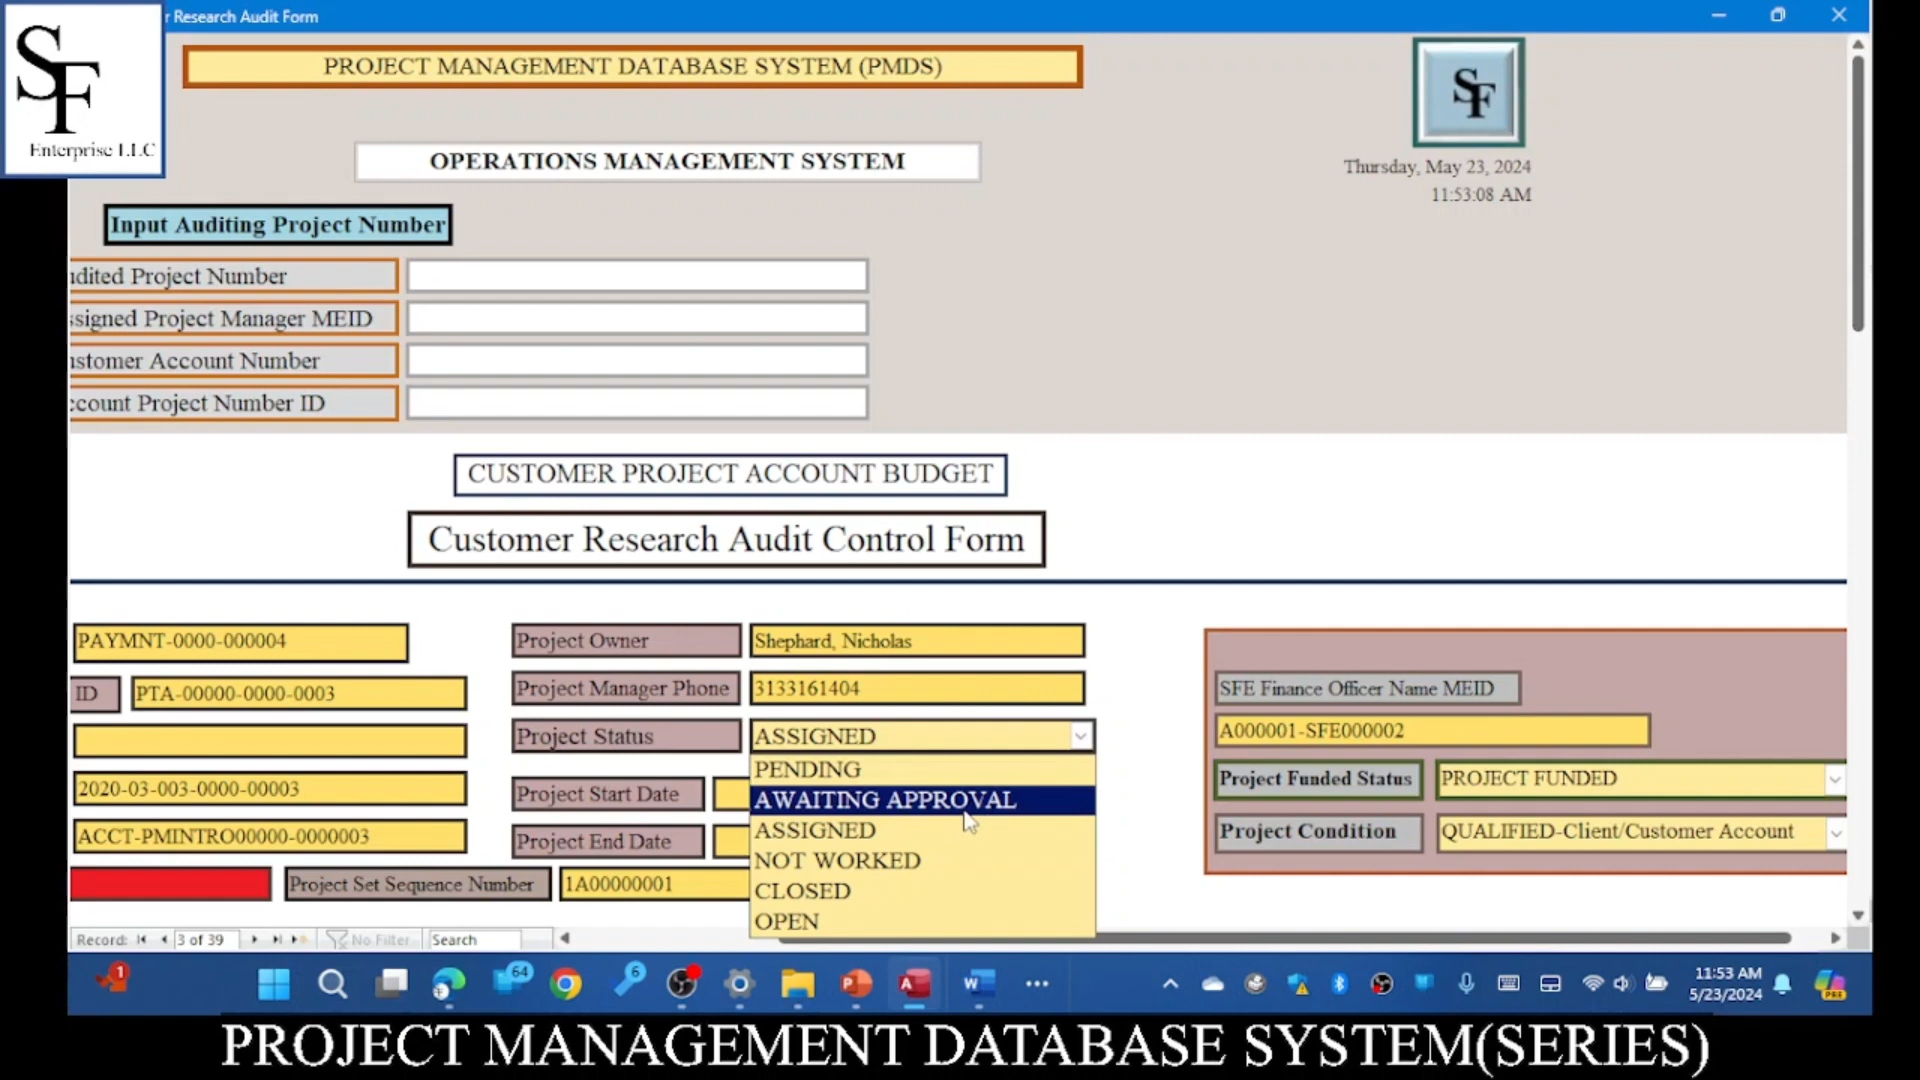 r Research Audit Form
SF
Enterprise LLC
PROJECT MANAGEMENT DATABASE SYSTEM (PMDS)
SF
OPERATIONS MANAGEMENT SYSTEM
Thursday, May 23, 2024
11:53:08 AM
Input Auditing Project Number
udited Project Number
ssigned Project Manager MEID
ustomer Account Number
ccount Project Number ID
CUSTOMER PROJECT ACCOUNT BUDGET
Customer Research Audit Control Form
PAYMNT-0000-000004
Project Owner
Shephard, Nicholas
ID
PTA-00000-0000-0003
Project Manager Phone
3133161404
SFE Finance Officer Name MEID
A000001-SFE000002
Project Status
ASSIGNED
PENDING
AWAITING APPROVAL
ASSIGNED
NOT WORKED
CLOSED
OPEN
Project Funded Status
PROJECT FUNDED
2020-03-003-0000-00003
Project Start Date
Project Condition
QUALIFIED-Client/Customer Account
ACCT-PMINTRO00000-0000003
Project End Date
Project Set Sequence Number
1A00000001
Record: 3 of 39 No Filter Search
1
64
6
11:53 AM
5/23/2024
PRE
PROJECT MANAGEMENT DATABASE SYSTEM(SERIES)